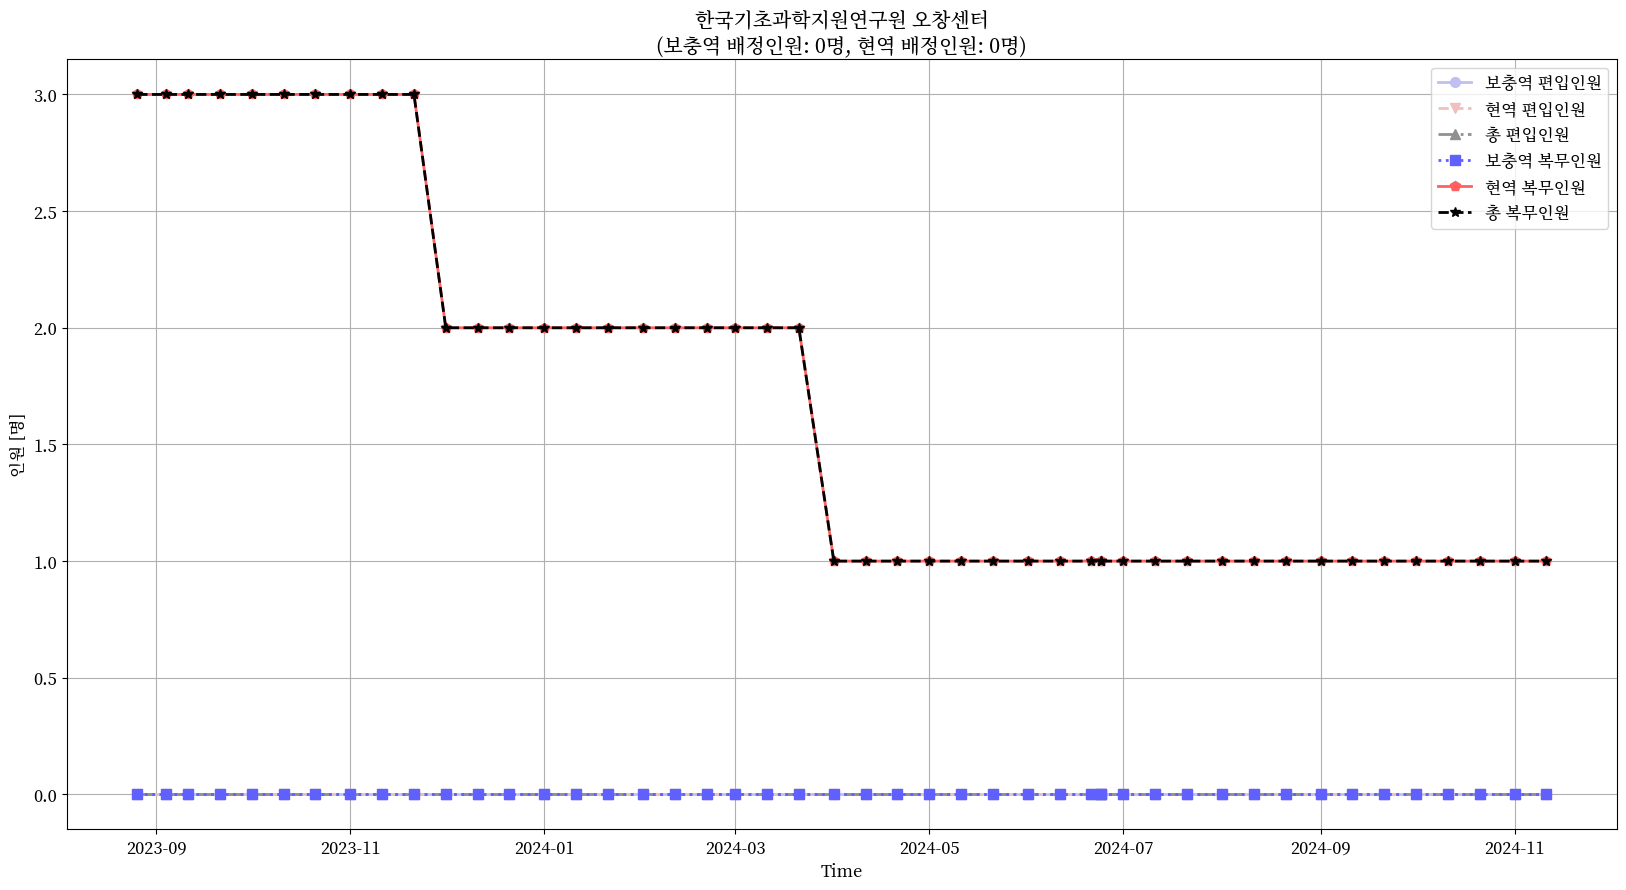 한국기초과학지원연구원 오창센터
(보충역 배정인원: 0명, 현역 배정인원: 0명)
보충역 편입인원
현역 편입인원
총 편입인원
보충역 복무인원
현역 복무인원
총 복무인원
인원 [명]
3.0
2.5
2.0
1.5
1.0
0.5
0.0
2023-09
2023-11
2024-01
2024-03
2024-05
2024-07
2024-09
2024-11
Time